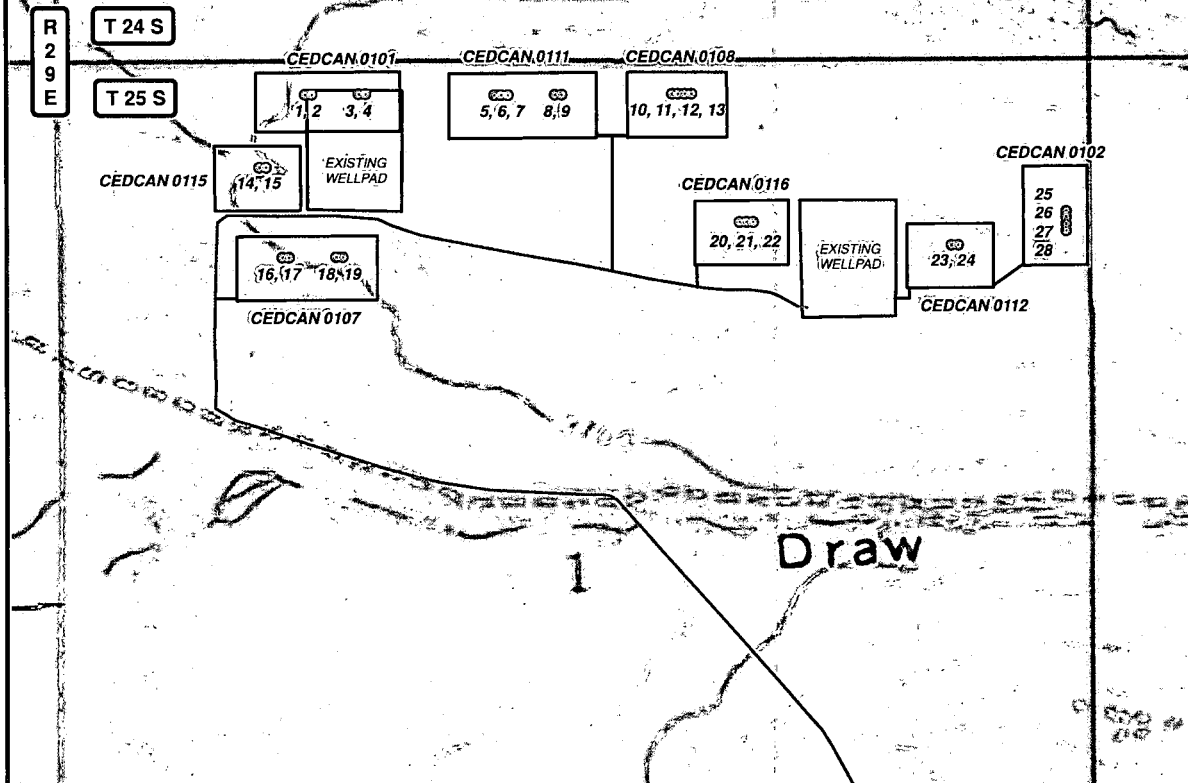 R
2
9
E
T 24 S
T 25 S
CEDCAN 0101
CEDCAN 0111
CEDCAN 0108
1, 2
3, 4
5, 6, 7
8, 9
10, 11, 12, 13
EXISTING
WELLPAD
CEDCAN 0115
14, 15
CEDCAN 0102
25
26
27
28
CEDCAN 0116
20, 21, 22
EXISTING
WELLPAD
23, 24
CEDCAN 0112
16, 17
18, 19
CEDCAN 0107
1
Draw